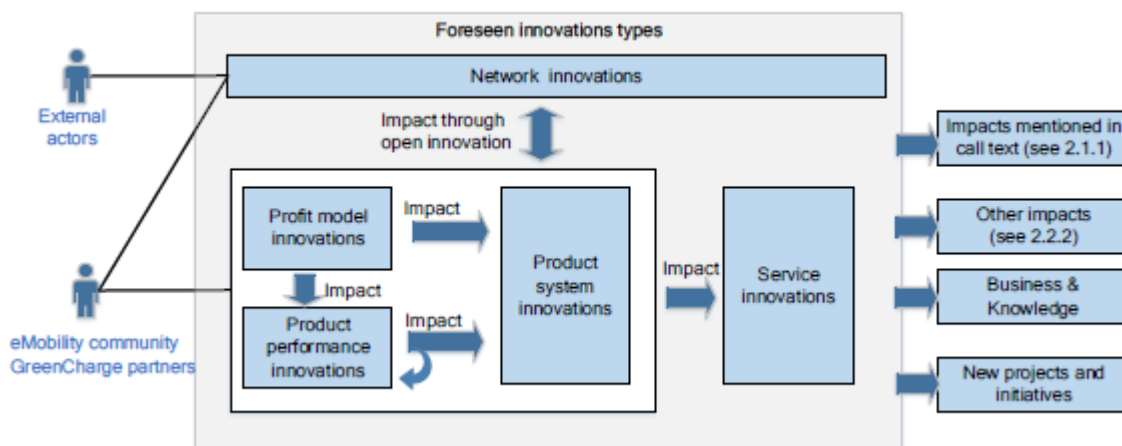 Foreseen innovations types
Network innovations
External
actors
Impact through
open innovation
Impacts mentioned in
call text (see 2.1.1)
Profit model
innovations
Impact
Product
system
innovations
Impact
Service
innovations
Other impacts
(see 2.2.2)
Impact
Business &
Knowledge
Product
performance
innovations
Impact
eMobility community
GreenCharge partners
New projects and
initiatives